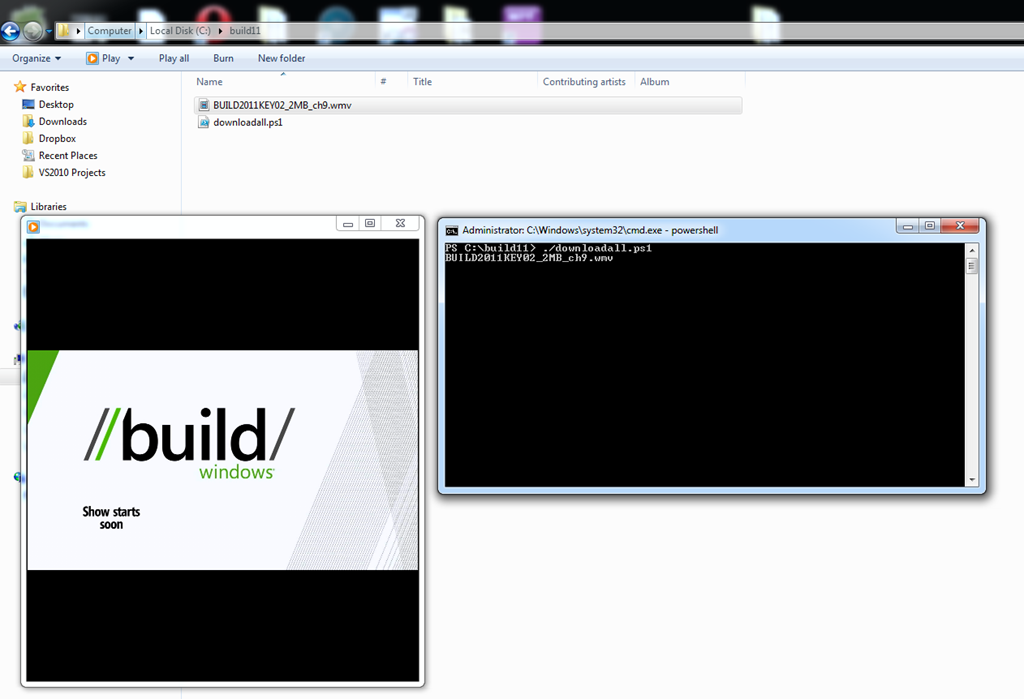 Computer ▸ Local Disk (C:) ▸ build11
Organize Play Play all Burn New folder
Name # Title Contributing artists Album
Favorites
Desktop
Downloads
Dropbox
Recent Places
VS2010 Projects
Libraries
BUILD2011KEY02_2MB_ch9.wmv
downloadall.ps1
//build/
windows
Show starts
soon
Administrator: C:\Windows\system32\cmd.exe - powershell
PS C:\build11> ./downloadall.ps1
BUILD2011KEY02_2MB_ch9.wmv